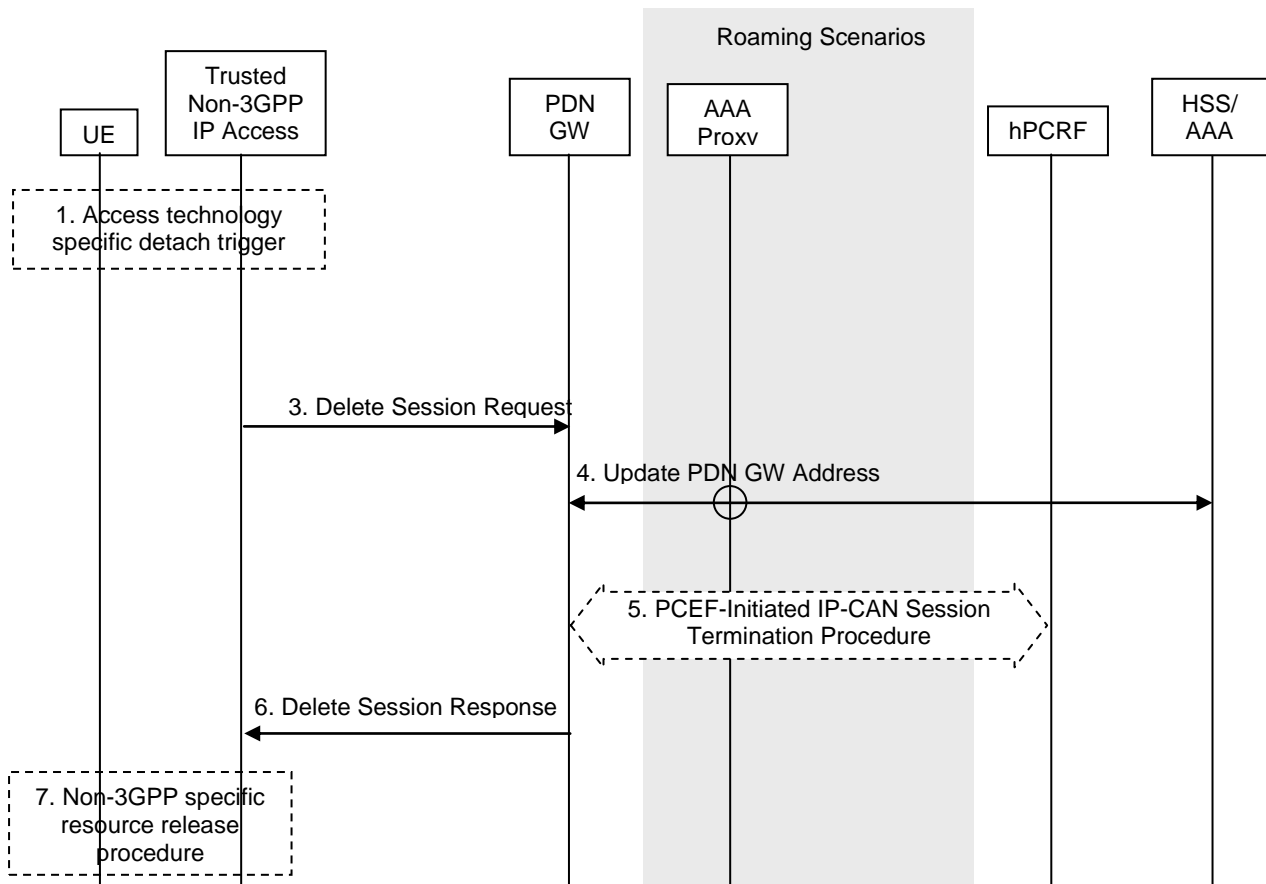 Roaming Scenarios
UE
Trusted
Non-3GPP
IP Access
PDN
GW
AAA
Proxv
hPCRF
HSS/
AAA
1. Access technology
specific detach trigger
3. Delete Session Request
4. Update PDN GW Address
5. PCEF-Initiated IP-CAN Session
Termination Procedure
6. Delete Session Response
7. Non-3GPP specific
resource release
procedure